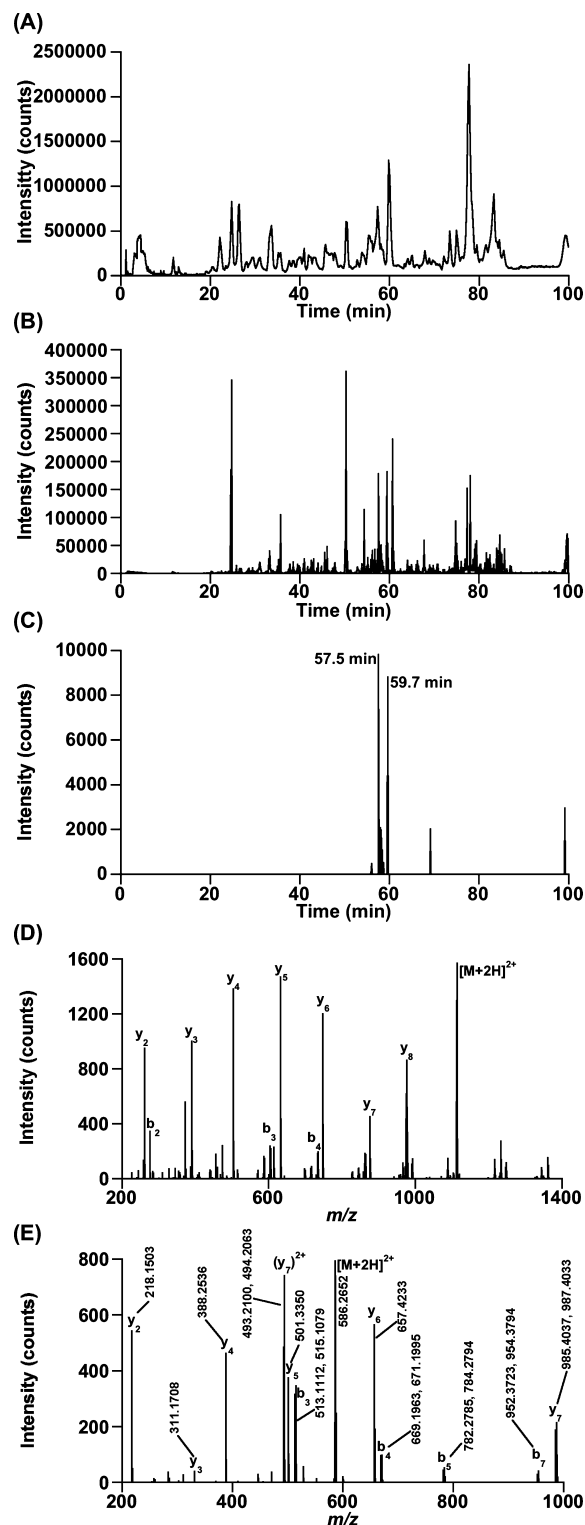 (A)
2500000
2000000
1500000
1000000
500000
0
Intensitty (counts)
0 20 40 60 80 100
Time (min)
(B)
400000
350000
300000
250000
200000
150000
100000
50000
0
Intensity (counts)
0 20 40 60 80 100
Time (min)
(C)
10000
8000
6000
4000
2000
0
Intensity (counts)
57.5 min
59.7 min
0 20 40 60 80 100
Time (min)
(D)
1600
1200
800
400
0
Intensity (counts)
y2
b2
y3
y4
b3
y5
b4
y6
y7
y8
[M+2H]2+
200 600 1000 1400
m/z
(E)
800
600
400
200
0
Intensity (counts)
y2
218.1503
311.1708
y3
388.2536
y4
493.2100, 494.2063
(y7)2+
501.3350
y5
b3
513.1112, 515.1079
[M+2H]2+
586.2652
y6
657.4233
b4
669.1963, 671.1995
b5
782.2785, 784.2794
952.3723, 954.3794
b7
y7
985.4037, 987.4033
200 400 600 800 1000
m/z